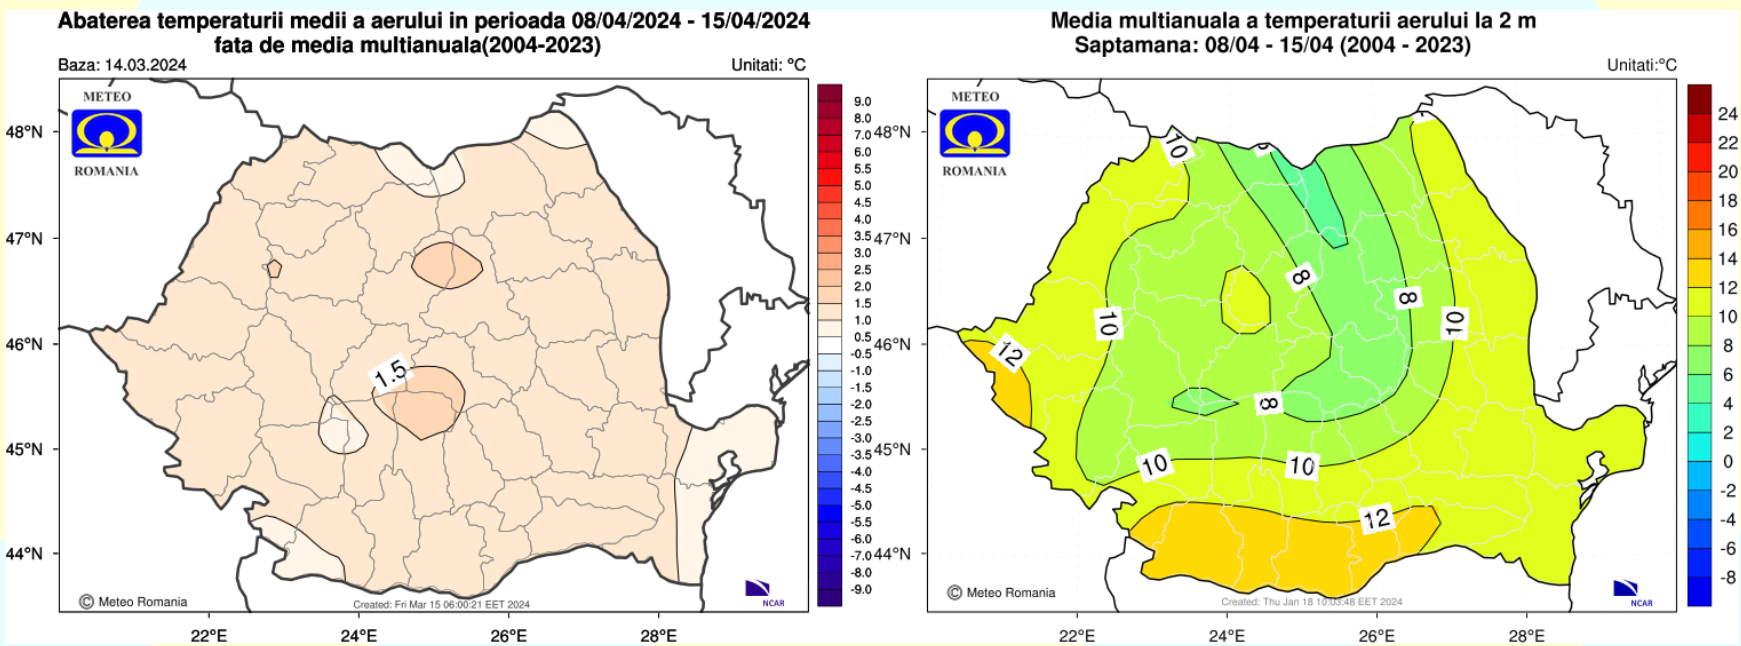 Abaterea temperaturii medii a aerului in perioada 08/04/2024 - 15/04/2024
fata de media multianuala(2004-2023)
Baza: 14.03.2024
Unitati: °C
METEO
ROMANIA
48°N
47°N
46°N
45°N
44°N
1.5
9.0
8.0
7.0
6.0
5.5
5.0
4.5
4.0
3.5
3.0
2.5
2.0
1.5
1.0
0.5
-0.5
-1.0
-1.5
-2.0
-2.5
-3.0
-3.5
-4.0
-4.5
-5.0
-5.5
-6.0
-7.0
-8.0
-9.0
© Meteo Romania
Created: Fri Mar 15 06:00:21 EET 2024
NCAR
22°E
24°E
26°E
28°E
Media multianuala a temperaturii aerului la 2 m
Saptamana: 08/04 - 15/04 (2004 - 2023)
Unitati:°C
METEO
ROMANIA
48°N
47°N
46°N
45°N
44°N
10
8
8
10
10
12
8
10
10
12
24
22
20
18
16
14
12
10
8
6
4
2
0
-2
-4
-6
-8
© Meteo Romania
Created: Thu Jan 18 10:03:48 EET 2024
NCAR
22°E
24°E
26°E
28°E